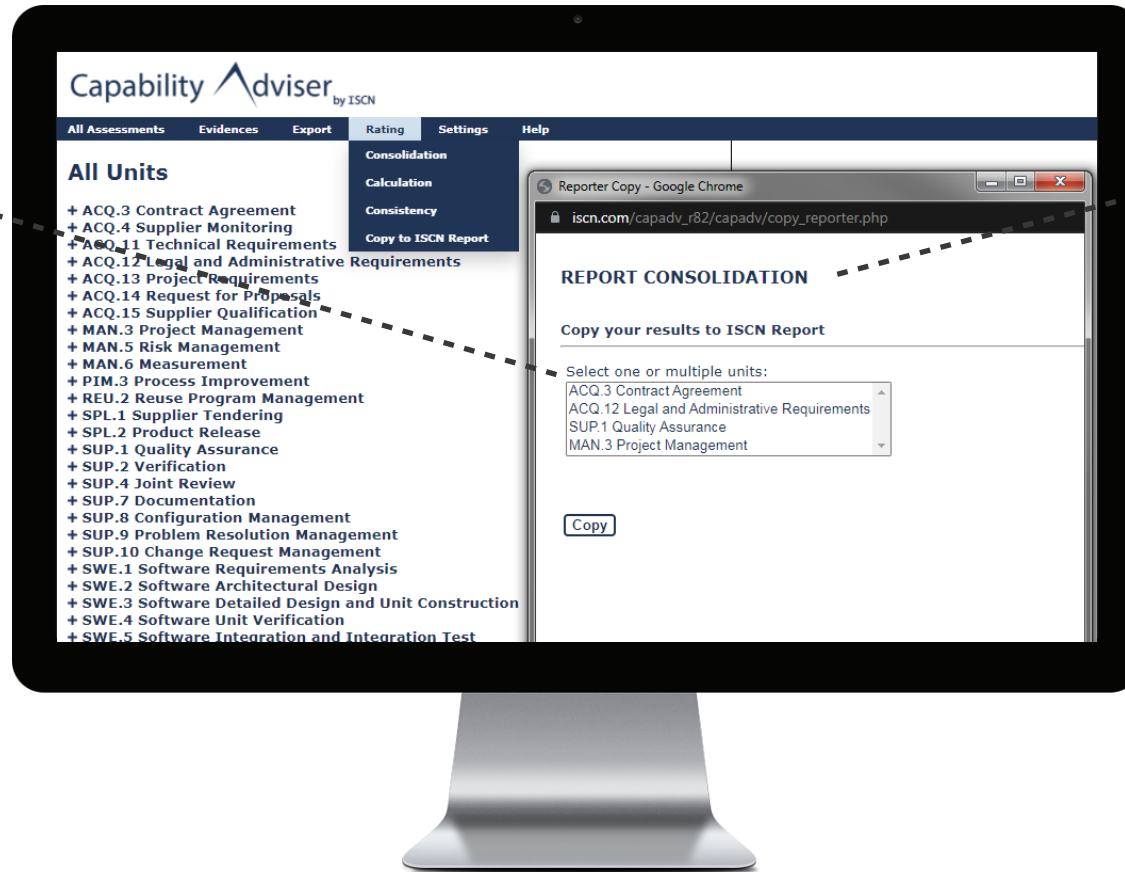 Capability Adviser by ISCN
All Assessments Evidences Export Rating Settings Help
Consolidation
Calculation
Consistency
Copy to ISCN Report
All Units
+ ACQ.3 Contract Agreement
+ ACQ.4 Supplier Monitoring
+ ACQ.11 Technical Requirements
+ ACQ.12 Legal and Administrative Requirements
+ ACQ.13 Project Requirements
+ ACQ.14 Request for Proposals
+ ACQ.15 Supplier Qualification
+ MAN.3 Project Management
+ MAN.5 Risk Management
+ MAN.6 Measurement
+ PIM.3 Process Improvement
+ REU.2 Reuse Program Management
+ SPL.1 Supplier Tendering
+ SPL.2 Product Release
+ SUP.1 Quality Assurance
+ SUP.2 Verification
+ SUP.4 Joint Review
+ SUP.7 Documentation
+ SUP.8 Configuration Management
+ SUP.9 Problem Resolution Management
+ SUP.10 Change Request Management
+ SWE.1 Software Requirements Analysis
+ SWE.2 Software Architectural Design
+ SWE.3 Software Detailed Design and Unit Construction
+ SWE.4 Software Unit Verification
+ SWE.5 Software Integration and Integration Test
Reporter Copy - Google Chrome
iscn.com/capadv_r82/capadv/copy_reporter.php
REPORT CONSOLIDATION
Copy your results to ISCN Report
Select one or multiple units:
ACQ.3 Contract Agreement
ACQ.12 Legal and Administrative Requirements
SUP.1 Quality Assurance
MAN.3 Project Management
Copy